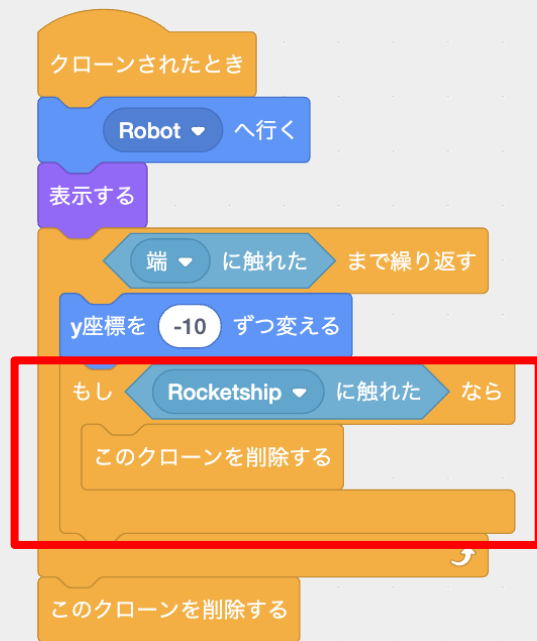 クローンされたとき
Robot へ行く
表示する
端 に触れた まで繰り返す
y座標を -10 ずつ変える
もし Rocketship に触れた なら
このクローンを削除する
このクローンを削除する